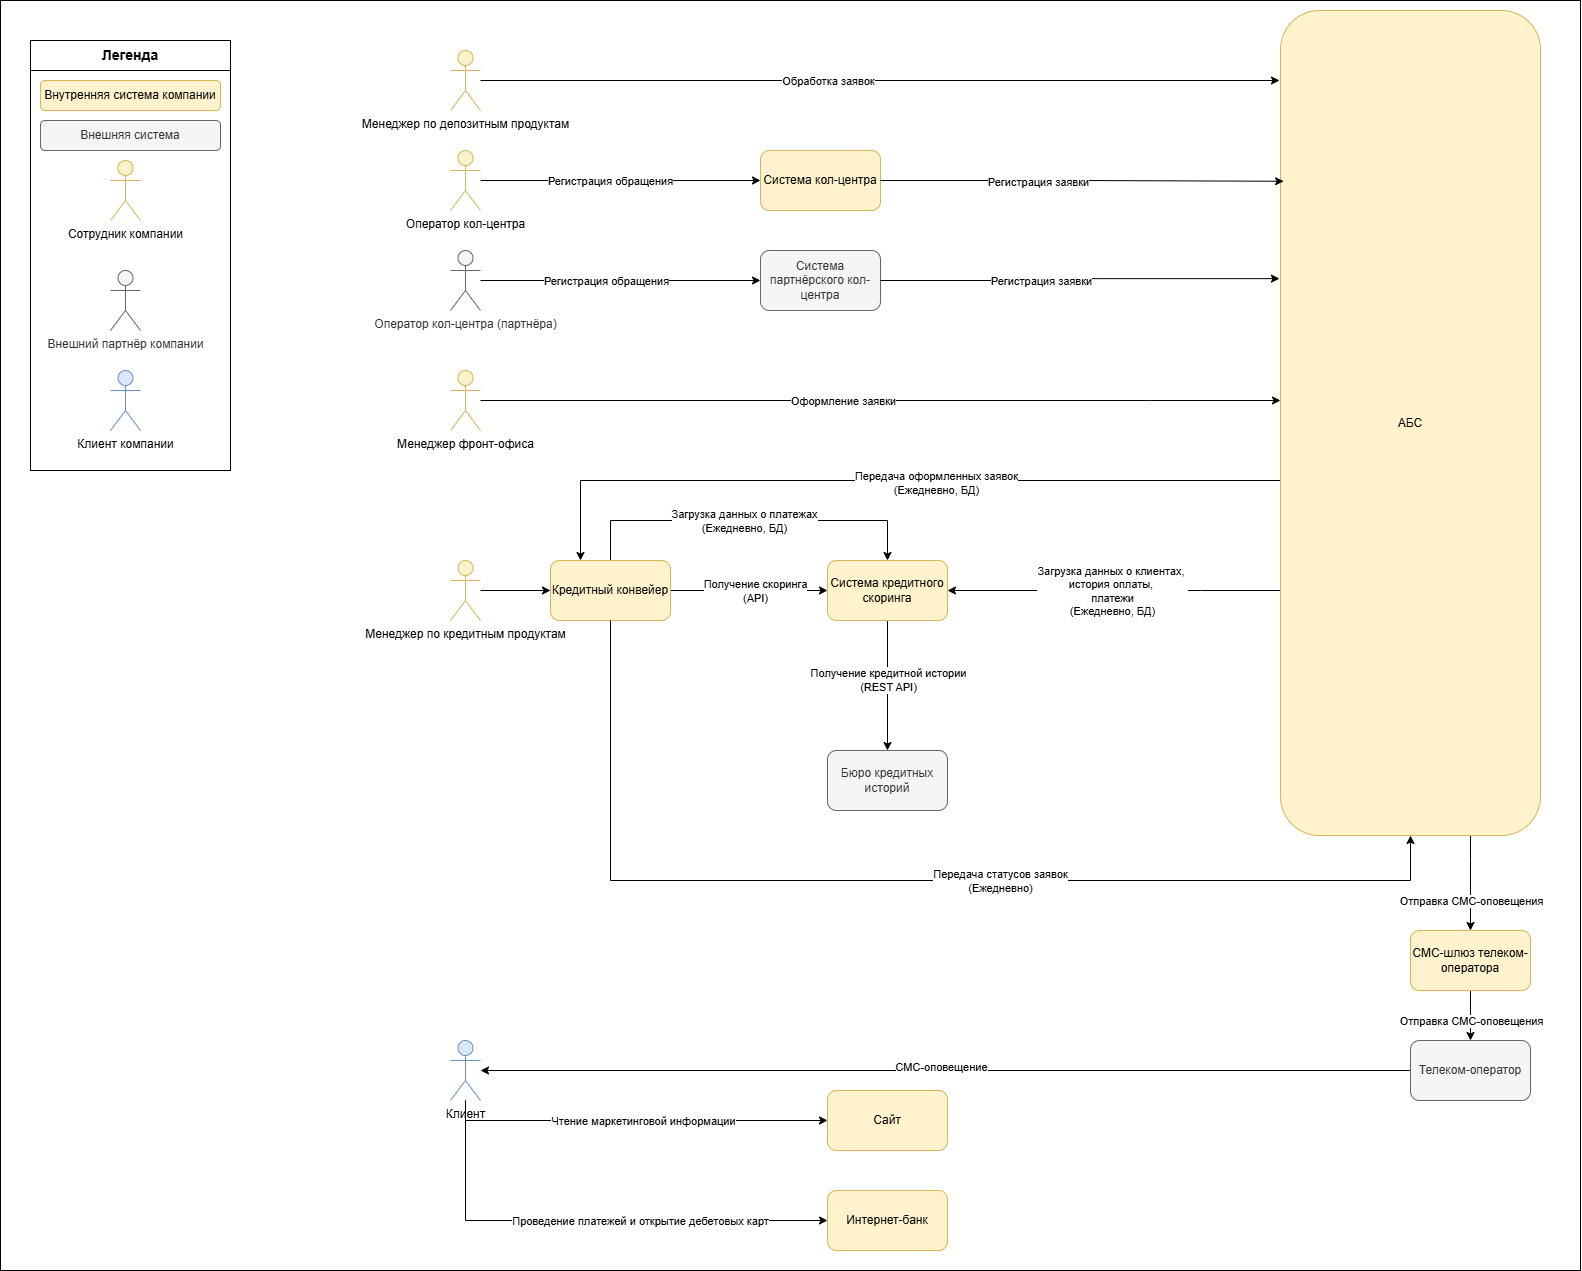 Легенда
Внутренняя система компании
Внешняя система
Сотрудник компании
Внешний партнёр компании
Клиент компании
Обработка заявок
Менеджер по депозитным продуктам
Регистрация обращения
Система кол-центра
Регистрация заявки
Оператор кол-центра
Регистрация обращения
Система
партнёрского кол-
центра
Регистрация заявки
Оператор кол-центра (партнёра)
Оформление заявки
Менеджер фронт-офиса
АБС
Передача оформленных заявок
(Ежедневно, БД)
Загрузка данных о платежах
(Ежедневно, БД)
Кредитный конвейер
Получение скоринга
(API)
Система кредитного
скоринга
Загрузка данных о клиентах,
история оплаты,
платежи
(Ежедневно, БД)
Менеджер по кредитным продуктам
Получение кредитной истории
(REST API)
Бюро кредитных
историй
Передача статусов заявок
(Ежедневно)
Отправка СМС-оповещения
СМС-шлюз телеком-
оператора
Отправка СМС-оповещения
Телеком-оператор
СМС-оповещение
Клиент
Чтение маркетинговой информации
Сайт
Проведение платежей и открытие дебетовых карт
Интернет-банк